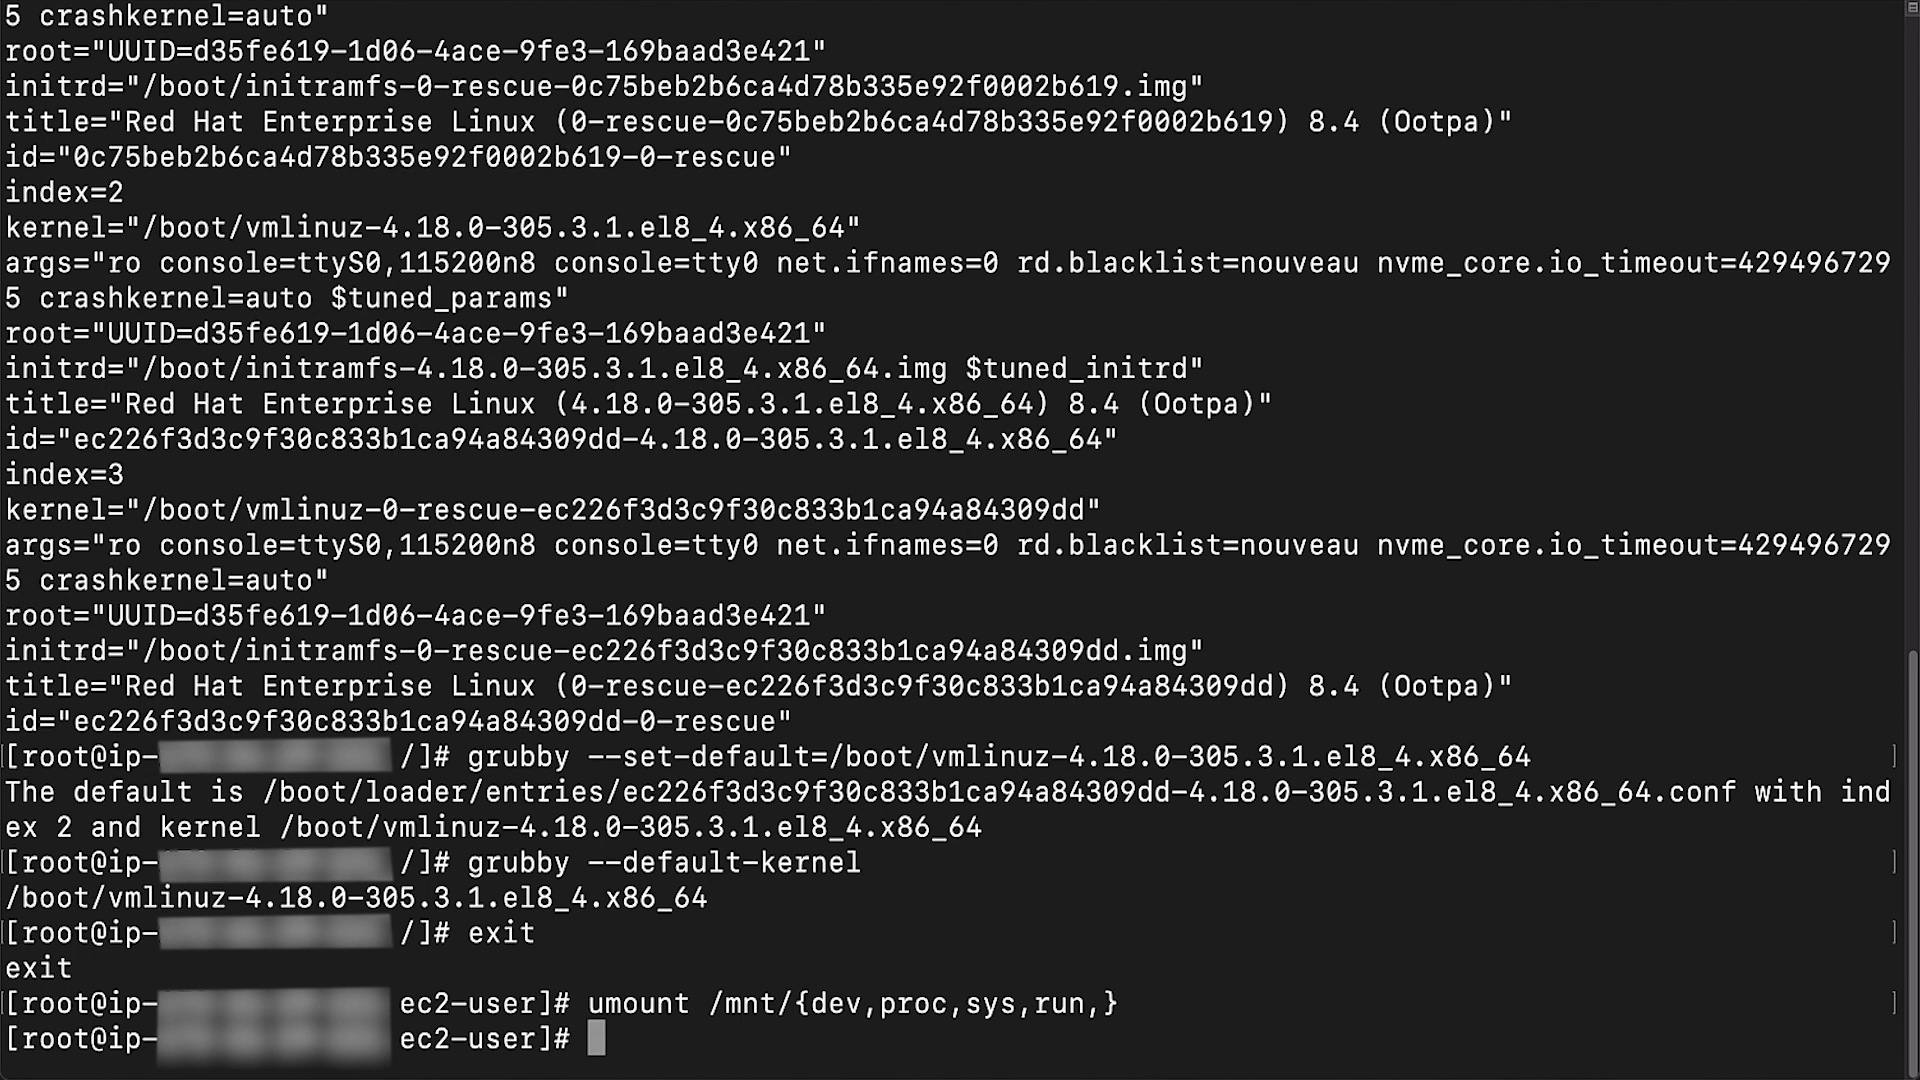 5 crashkernel=auto"
root="UUID=d35fe619-1d06-4ace-9fe3-169baad3e421"
initrd="/boot/initramfs-0-rescue-0c75beb2b6ca4d78b335e92f0002b619.img"
title="Red Hat Enterprise Linux (0-rescue-0c75beb2b6ca4d78b335e92f0002b619) 8.4 (Ootpa)"
id="0c75beb2b6ca4d78b335e92f0002b619-0-rescue"
index=2
kernel="/boot/vmlinuz-4.18.0-305.3.1.el8_4.x86_64"
args="ro console=ttyS0,115200n8 console=tty0 net.ifnames=0 rd.blacklist=nouveau nvme_core.io_timeout=429496729
5 crashkernel=auto $tuned_params"
root="UUID=d35fe619-1d06-4ace-9fe3-169baad3e421"
initrd="/boot/initramfs-4.18.0-305.3.1.el8_4.x86_64.img $tuned_initrd"
title="Red Hat Enterprise Linux (4.18.0-305.3.1.el8_4.x86_64) 8.4 (Ootpa)"
id="ec226f3d3c9f30c833b1ca94a84309dd-4.18.0-305.3.1.el8_4.x86_64"
index=3
kernel="/boot/vmlinuz-0-rescue-ec226f3d3c9f30c833b1ca94a84309dd"
args="ro console=ttyS0,115200n8 console=tty0 net.ifnames=0 rd.blacklist=nouveau nvme_core.io_timeout=429496729
5 crashkernel=auto"
root="UUID=d35fe619-1d06-4ace-9fe3-169baad3e421"
initrd="/boot/initramfs-0-rescue-ec226f3d3c9f30c833b1ca94a84309dd.img"
title="Red Hat Enterprise Linux (0-rescue-ec226f3d3c9f30c833b1ca94a84309dd) 8.4 (Ootpa)"
id="ec226f3d3c9f30c833b1ca94a84309dd-0-rescue"
[root@ip- /]# grubby --set-default=/boot/vmlinuz-4.18.0-305.3.1.el8_4.x86_64 ]
The default is /boot/loader/entries/ec226f3d3c9f30c833b1ca94a84309dd-4.18.0-305.3.1.el8_4.x86_64.conf with ind
ex 2 and kernel /boot/vmlinuz-4.18.0-305.3.1.el8_4.x86_64
[root@ip- /]# grubby --default-kernel ]
/boot/vmlinuz-4.18.0-305.3.1.el8_4.x86_64
[root@ip- /]# exit ]
exit
[root@ip- ec2-user]# umount /mnt/{dev,proc,sys,run,} ]
[root@ip- ec2-user]#